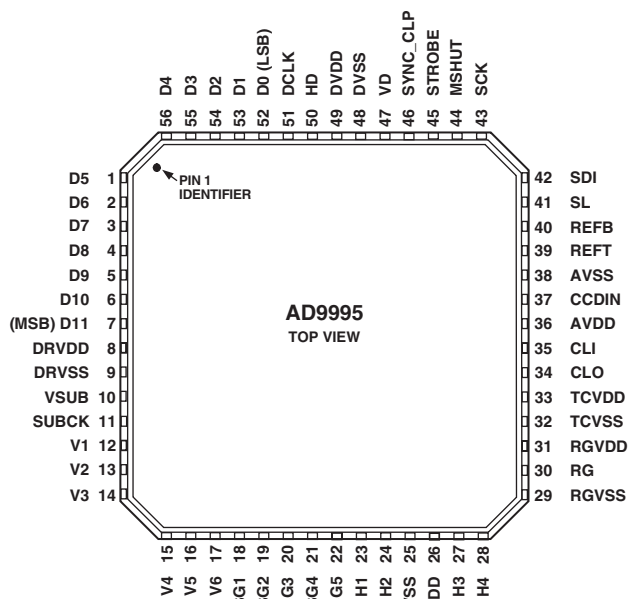 D4 D3 D2 D1 D0 (LSB) DCLK HD DVDD DVSS VD SYNC_CLP STROBE MSHUT SCK
56 55 54 53 52 51 50 49 48 47 46 45 44 43
PIN 1
IDENTIFIER
D5 1
D6 2
D7 3
D8 4
D9 5
D10 6
(MSB) D11 7
DRVDD 8
DRVSS 9
VSUB 10
SUBCK 11
V1 12
V2 13
V3 14
AD9995
TOP VIEW
42 SDI
41 SL
40 REFB
39 REFT
38 AVSS
37 CCDIN
36 AVDD
35 CLI
34 CLO
33 TCVDD
32 TCVSS
31 RGVDD
30 RG
29 RGVSS
15 16 17 18 19 20 21 22 23 24 25 26 27 28
V4 V5 V6 H1 H2 H3 H4